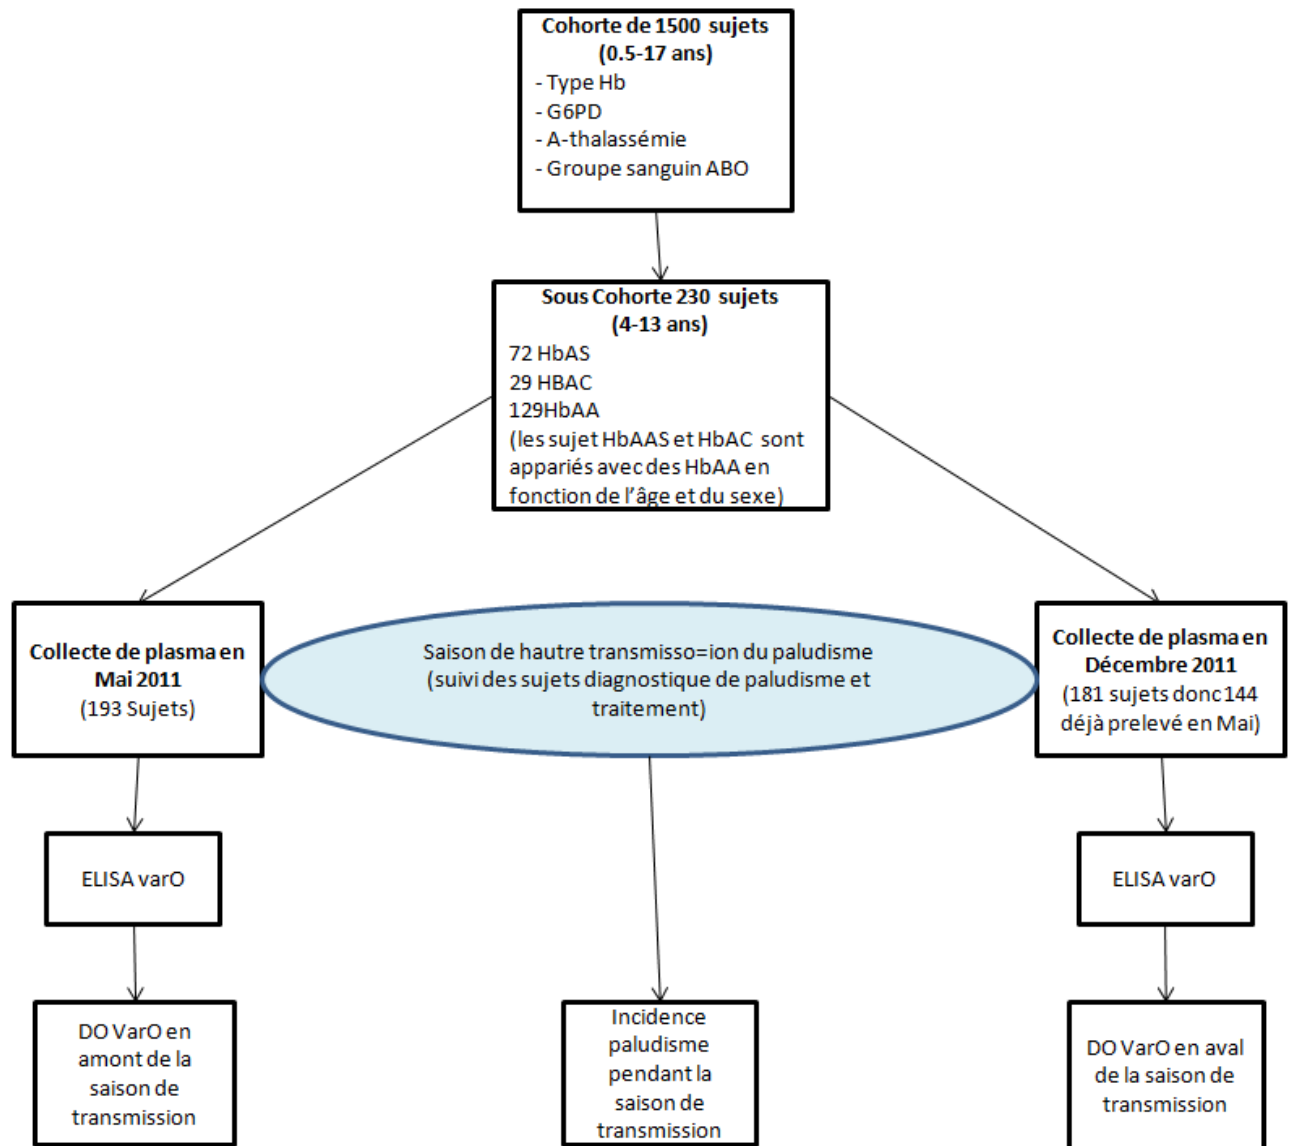 Cohorte de 1500 sujets
(0.5-17 ans)
- Type Hb
- G6PD
- A-thalassémie
- Groupe sanguin ABO
Sous Cohorte 230 sujets
(4-13 ans)
72 HbAS
29 HBAC
129HbAA
(les sujet HbAAS et HbAC sont
appariés avec des HbAA en
fonction de l'âge et du sexe)
Collecte de plasma en
Mai 2011
(193 Sujets)
Saison de hautre transmisso=ion du paludisme
(suivi des sujets diagnostique de paludisme et
traitement)
Collecte de plasma en
Décembre 2011
(181 sujets donc 144
déjà prelevé en Mai)
ELISA varO
ELISA varO
DO VarO en
amont de la
saison de
transmission
Incidence
paludisme
pendant la
saison de
transmission
DO VarO en aval
de la saison de
transmission